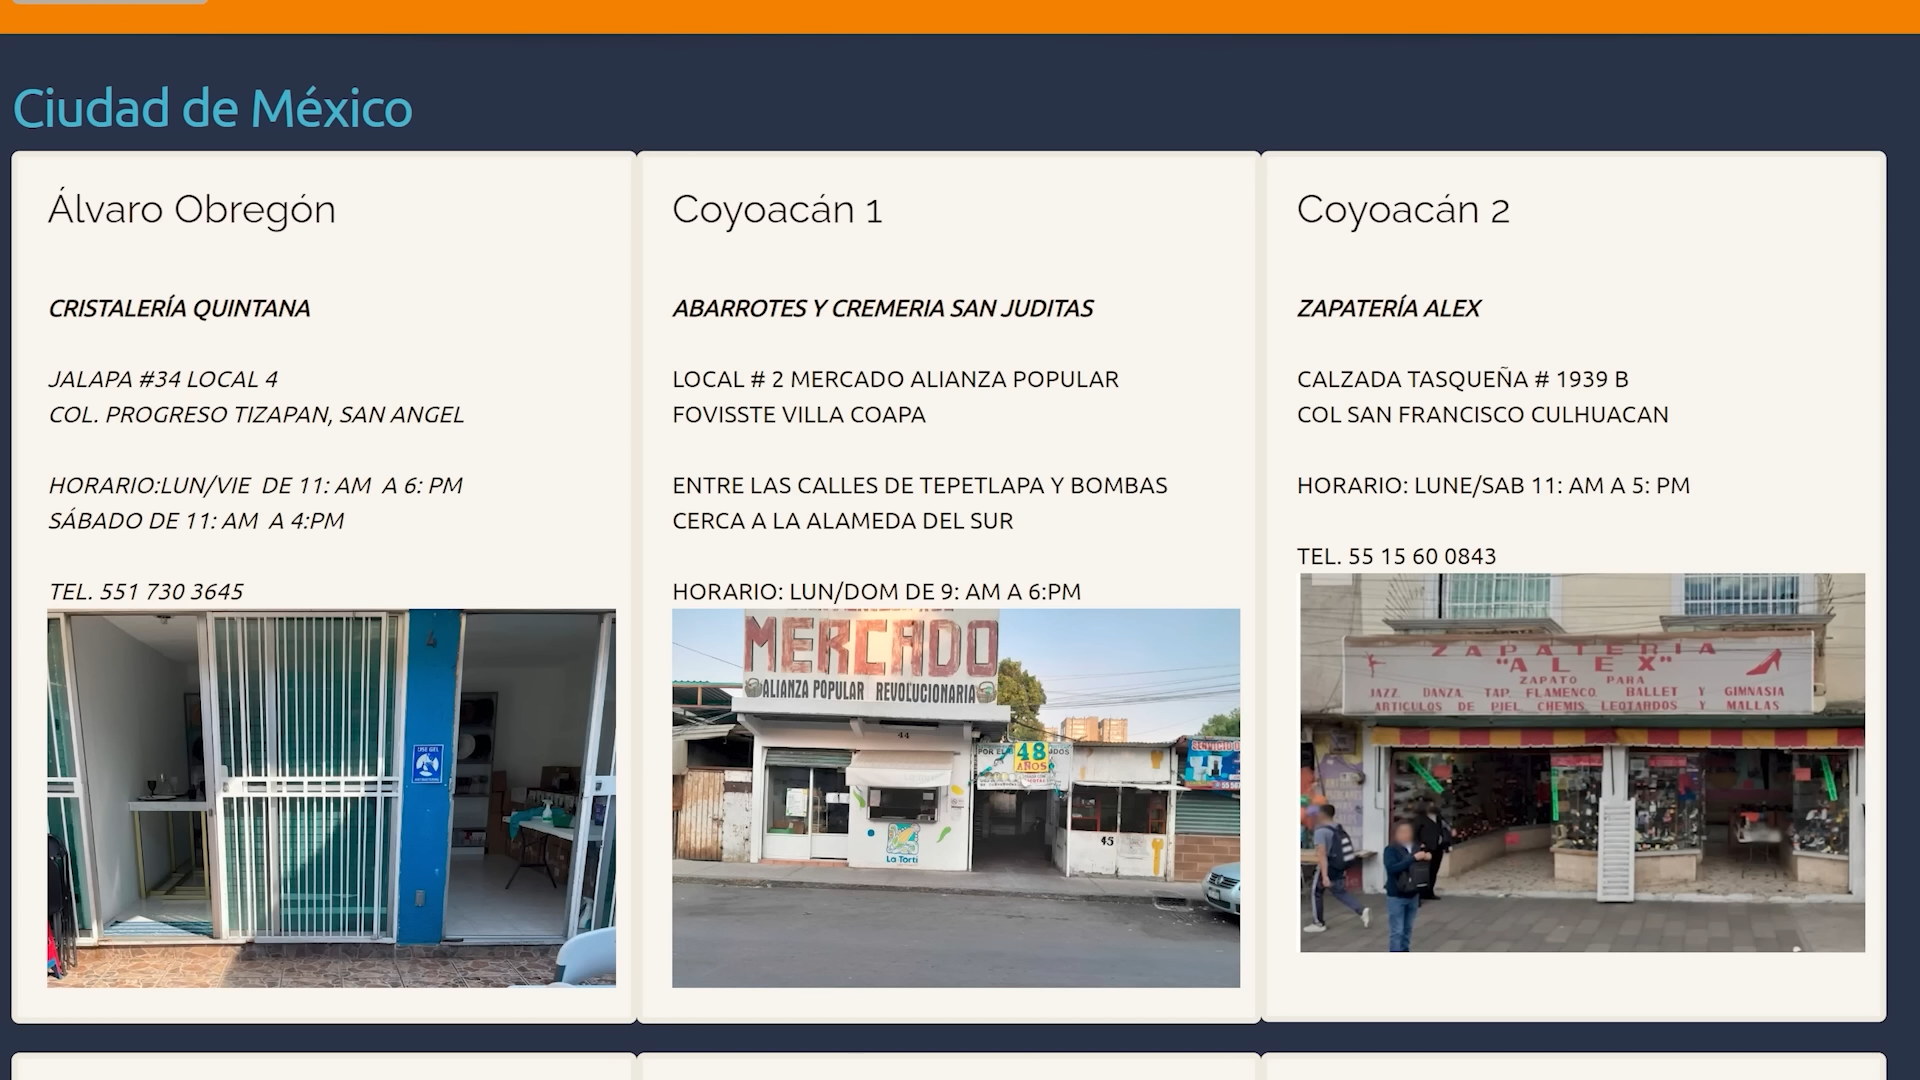 Ciudad de México
Álvaro Obregón
CRISTALERÍA QUINTANA
JALAPA #34 LOCAL 4
COL. PROGRESO TIZAPAN, SAN ANGEL
HORARIO:LUN/VIE DE 11: AM A 6: PM
SÁBADO DE 11: AM A 4:PM
TEL. 551 730 3645
4
Coyoacán 1
ABARROTES Y CREMERIA SAN JUDITAS
LOCAL # 2 MERCADO ALIANZA POPULAR
FOVISSTE VILLA COAPA
ENTRE LAS CALLES DE TEPETLAPA Y BOMBAS
CERCA A LA ALAMEDA DEL SUR
HORARIO: LUN/DOM DE 9: AM A 6:PM
MERCADO
ALIANZA POPULAR REVOLUCIONARIA
44
POR EL
48
AÑOS
La Torti
45
Coyoacán 2
ZAPATERÍA ALEX
CALZADA TASQUEÑA # 1939 B
COL SAN FRANCISCO CULHUACAN
HORARIO: LUNE/SAB 11: AM A 5: PM
TEL. 55 15 60 0843
ZAPATERIA
"ALEX"
ZAPATO PARA
JAZZ DANZA TAP FLAMENCO BALLET Y GIMNASIA
ARTICULOS DE PIEL CHEMIS LEOTARDOS Y MALLAS